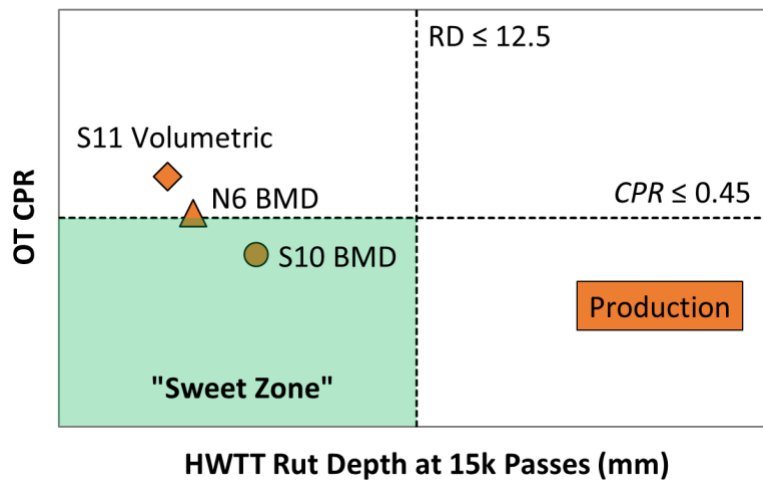 RD ≤ 12.5
S11 Volumetric
N6 BMD
CPR ≤ 0.45
OT CPR
S10 BMD
Production
"Sweet Zone"
HWTT Rut Depth at 15k Passes (mm)